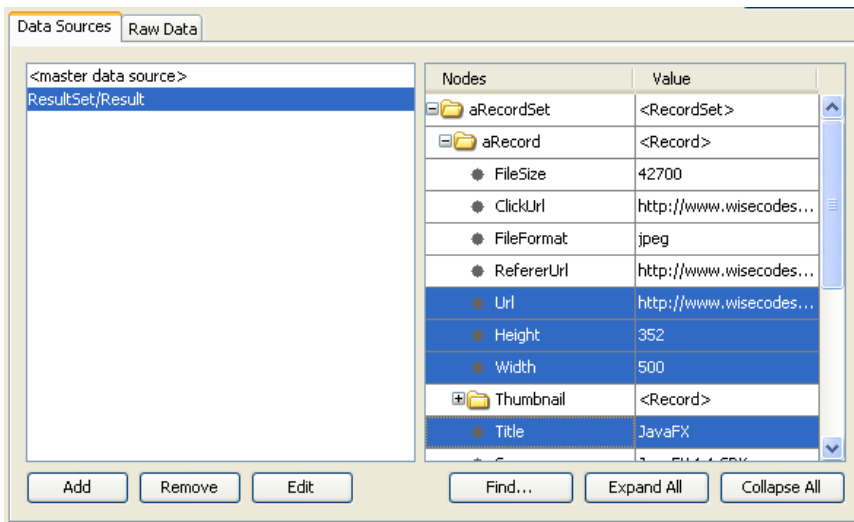 Data Sources Raw Data
<master data source>
ResultSet/Result
Nodes Value
aRecordSet <RecordSet>
aRecord <Record>
FileSize 42700
ClickUrl http://www.wisecodes...
FileFormat jpeg
RefererUrl http://www.wisecodes...
Url http://www.wisecodes...
Height 352
Width 500
Thumbnail <Record>
Title JavaFX
Add Remove Edit Find... Expand All Collapse All